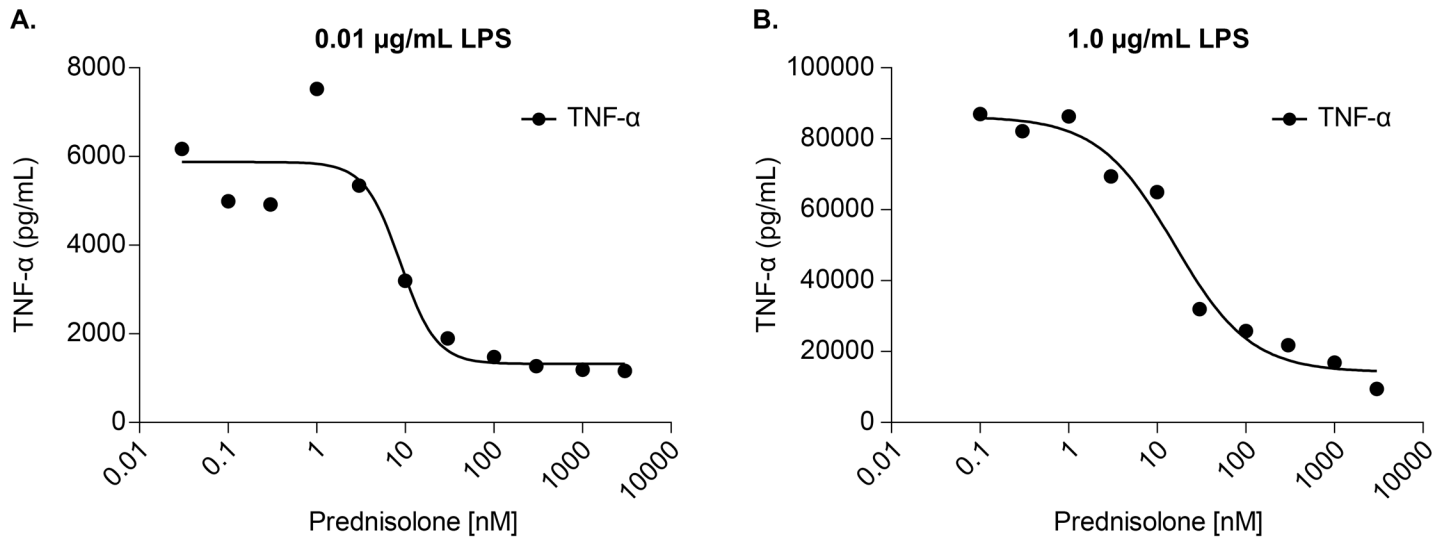 A.
0.01 µg/mL LPS
8000
6000
4000
2000
0
TNF-α (pg/mL)
TNF-α
0.01
0.1
1
10
100
1000
10000
Prednisolone [nM]
B.
1.0 µg/mL LPS
100000
80000
60000
40000
20000
0
TNF-α (pg/mL)
TNF-α
0.01
0.1
1
10
100
1000
10000
Prednisolone [nM]